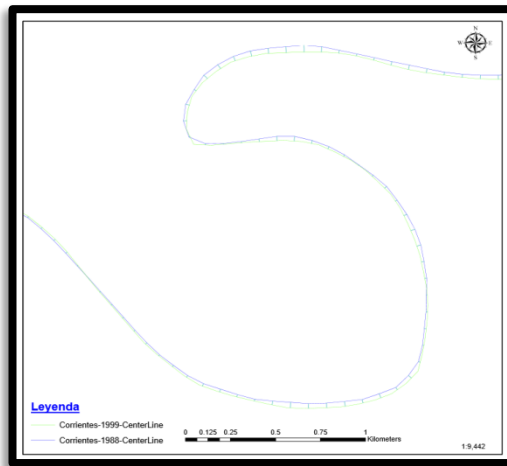 N
W E
S
Leyenda
Corrientes-1999-CenterLine
Corrientes-1988-CenterLine
0 0.125 0.25 0.5 0.75 1
Kilometers
1:9,442